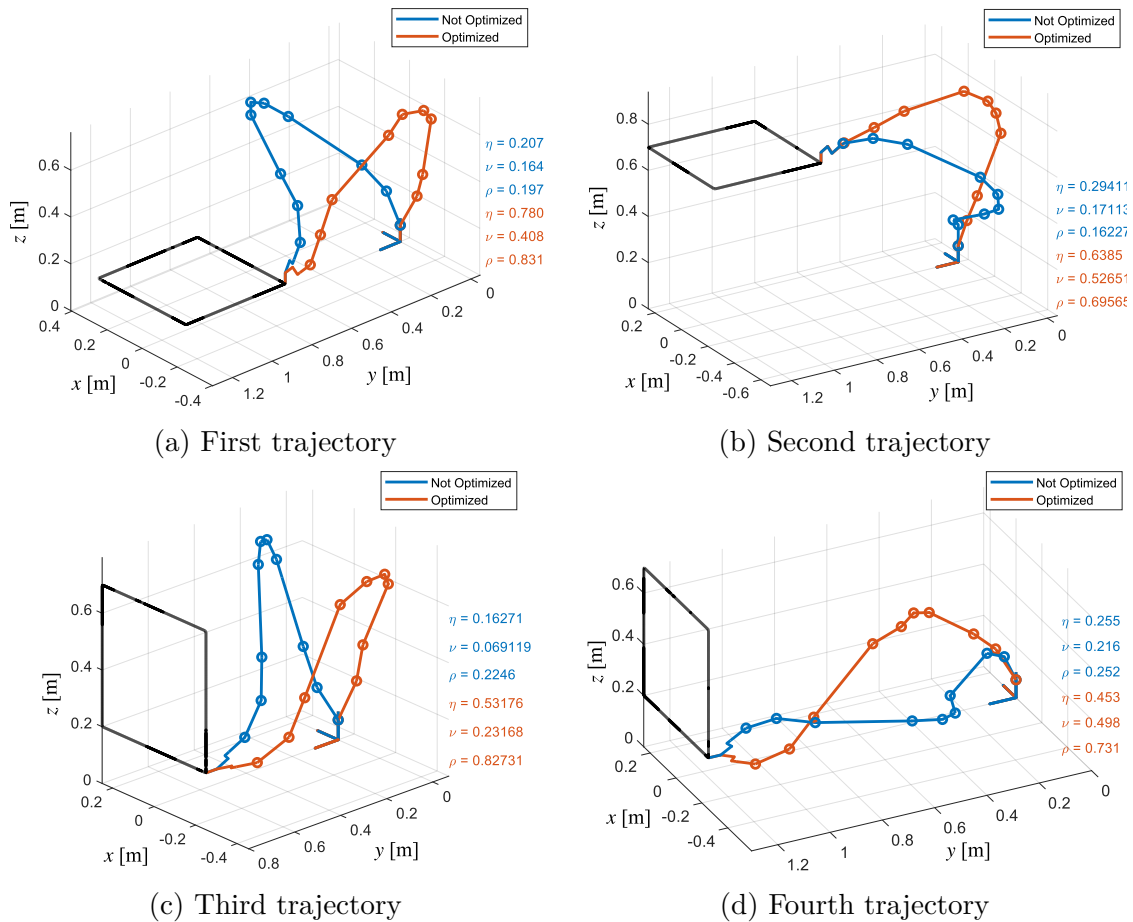 Not Optimized
Optimized
z [m]
0.6
0.4
0.2
0
0.4
0.2
0
-0.2
-0.4
x [m]
1.2
1
0.8
0.6
0.4
0.2
0
y [m]
η = 0.207
ν = 0.164
ρ = 0.197
η = 0.780
ν = 0.408
ρ = 0.831
(a) First trajectory
Not Optimized
Optimized
z [m]
0.8
0.6
0.4
0.2
0
0.2
0
-0.2
-0.4
-0.6
x [m]
1.2
1
0.8
0.6
0.4
0.2
0
y [m]
η = 0.29411
ν = 0.17113
ρ = 0.16227
η = 0.6385
ν = 0.52651
ρ = 0.69565
(b) Second trajectory
Not Optimized
Optimized
z [m]
0.6
0.4
0.2
0
0.2
0
-0.2
-0.4
x [m]
0.8
0.6
0.4
0.2
0
y [m]
η = 0.16271
ν = 0.069119
ρ = 0.2246
η = 0.53176
ν = 0.23168
ρ = 0.82731
(c) Third trajectory
Not Optimized
Optimized
z [m]
0.6
0.4
0.2
0
0.2
0
-0.2
-0.4
x [m]
1.2
1
0.8
0.6
0.4
0.2
0
y [m]
η = 0.255
ν = 0.216
ρ = 0.252
η = 0.453
ν = 0.498
ρ = 0.731
(d) Fourth trajectory